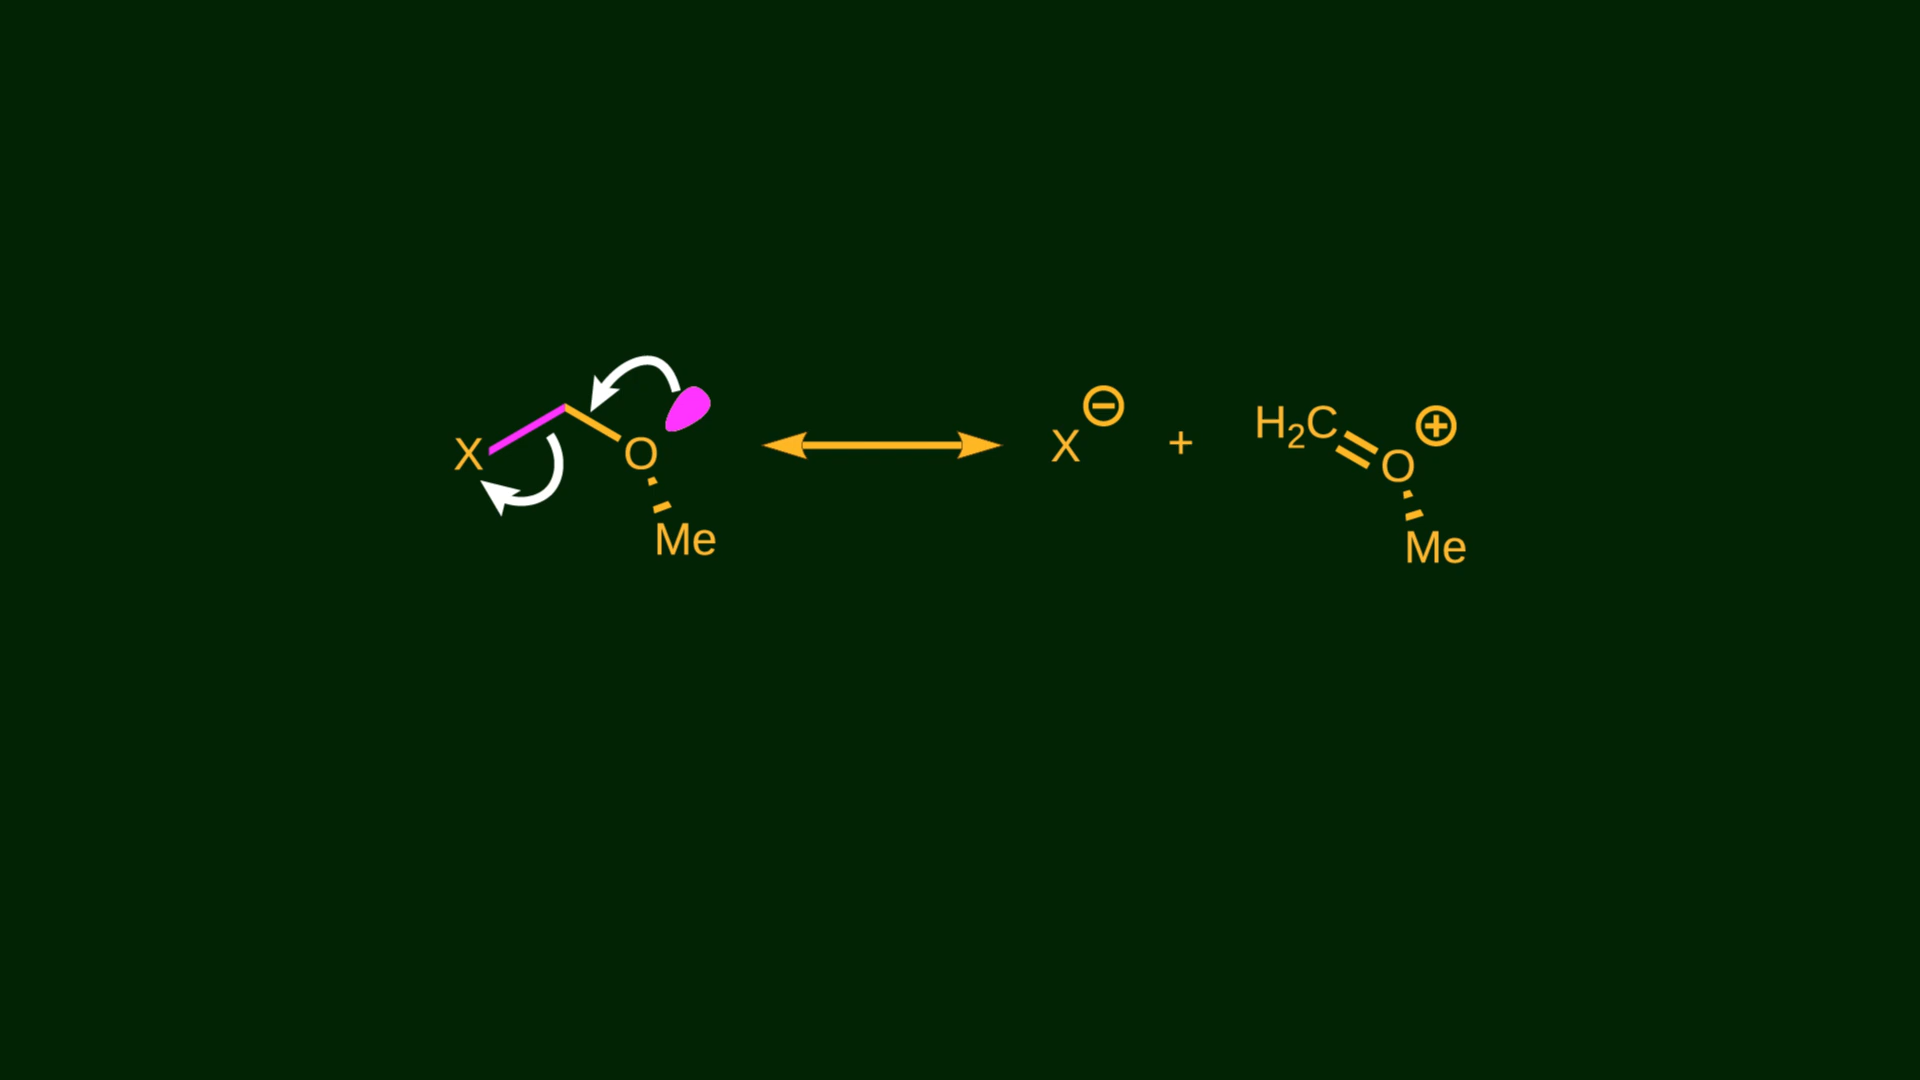 X O Me
X⊖ + H₂C O⊕ Me